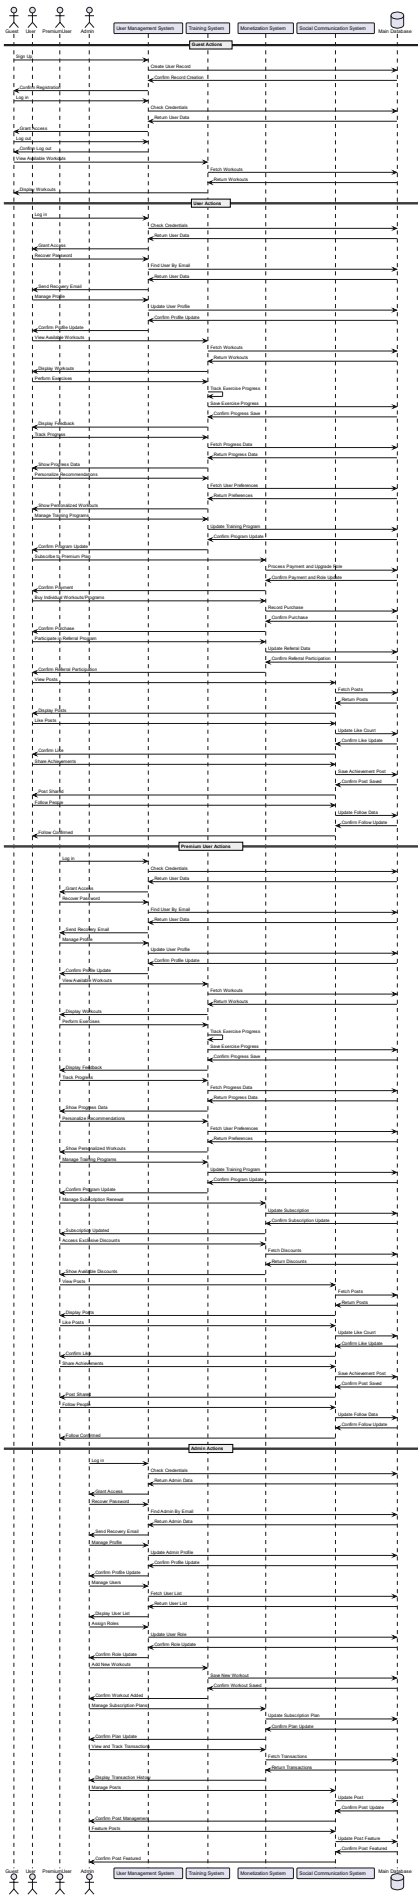 Guest User PremiumUser Admin User Management System Training System Monetization System Social Communication System Main Database
Guest Actions
Sign Up
Create User Record
Confirm Record Creation
Confirm Registration
Log in
Check Credentials
Return User Data
Grant Access
Log out
Confirm Log out
View Available Workouts
Fetch Workouts
Return Workouts
Display Workouts
User Actions
Log in
Check Credentials
Return User Data
Grant Access
Recover Password
Find User By Email
Return User Data
Send Recovery Email
Manage Profile
Update User Profile
Confirm Profile Update
Confirm Profile Update
View Available Workouts
Fetch Workouts
Return Workouts
Display Workouts
Perform Exercises
Track Exercise Progress
Save Exercise Progress
Confirm Progress Save
Display Feedback
Track Progress
Fetch Progress Data
Return Progress Data
Show Progress Data
Personalize Recommendations
Fetch User Preferences
Return Preferences
Show Personalized Workouts
Manage Training Programs
Update Training Program
Confirm Program Update
Confirm Program Update
Subscribe to Premium Plan
Process Payment and Upgrade Role
Confirm Payment and Role Update
Confirm Payment
Buy Individual Workouts/Programs
Record Purchase
Confirm Purchase
Confirm Purchase
Participate in Referral Program
Update Referral Data
Confirm Referral Participation
Confirm Referral Participation
View Posts
Fetch Posts
Return Posts
Display Posts
Like Posts
Update Like Count
Confirm Like Update
Confirm Like
Share Achievements
Save Achievement Post
Confirm Post Saved
Post Shared
Follow People
Update Follow Data
Confirm Follow Update
Follow Confirmed
Premium User Actions
Log in
Check Credentials
Return User Data
Grant Access
Recover Password
Find User By Email
Return User Data
Send Recovery Email
Manage Profile
Update User Profile
Confirm Profile Update
Confirm Profile Update
View Available Workouts
Fetch Workouts
Return Workouts
Display Workouts
Perform Exercises
Track Exercise Progress
Save Exercise Progress
Confirm Progress Save
Display Feedback
Track Progress
Fetch Progress Data
Return Progress Data
Show Progress Data
Personalize Recommendations
Fetch User Preferences
Return Preferences
Show Personalized Workouts
Manage Training Programs
Update Training Program
Confirm Program Update
Confirm Program Update
Manage Subscription Renewal
Update Subscription
Confirm Subscription Update
Subscription Updated
Access Exclusive Discounts
Fetch Discounts
Return Discounts
Show Available Discounts
View Posts
Fetch Posts
Return Posts
Display Posts
Like Posts
Update Like Count
Confirm Like Update
Confirm Like
Share Achievements
Save Achievement Post
Confirm Post Saved
Post Shared
Follow People
Update Follow Data
Confirm Follow Update
Follow Confirmed
Admin Actions
Log in
Check Credentials
Return Admin Data
Grant Access
Recover Password
Find Admin By Email
Return Admin Data
Send Recovery Email
Manage Profile
Update Admin Profile
Confirm Profile Update
Confirm Profile Update
Manage Users
Fetch User List
Return User List
Display User List
Assign Roles
Update User Role
Confirm Role Update
Confirm Role Update
Add New Workouts
Save New Workout
Confirm Workout Saved
Confirm Workout Added
Manage Subscription Plans
Update Subscription Plan
Confirm Plan Update
Confirm Plan Update
View and Track Transactions
Fetch Transactions
Return Transactions
Display Transaction History
Manage Posts
Update Post
Confirm Post Update
Confirm Post Management
Feature Posts
Update Post Feature
Confirm Post Featured
Confirm Post Featured
Guest User PremiumUser Admin User Management System Training System Monetization System Social Communication System Main Database